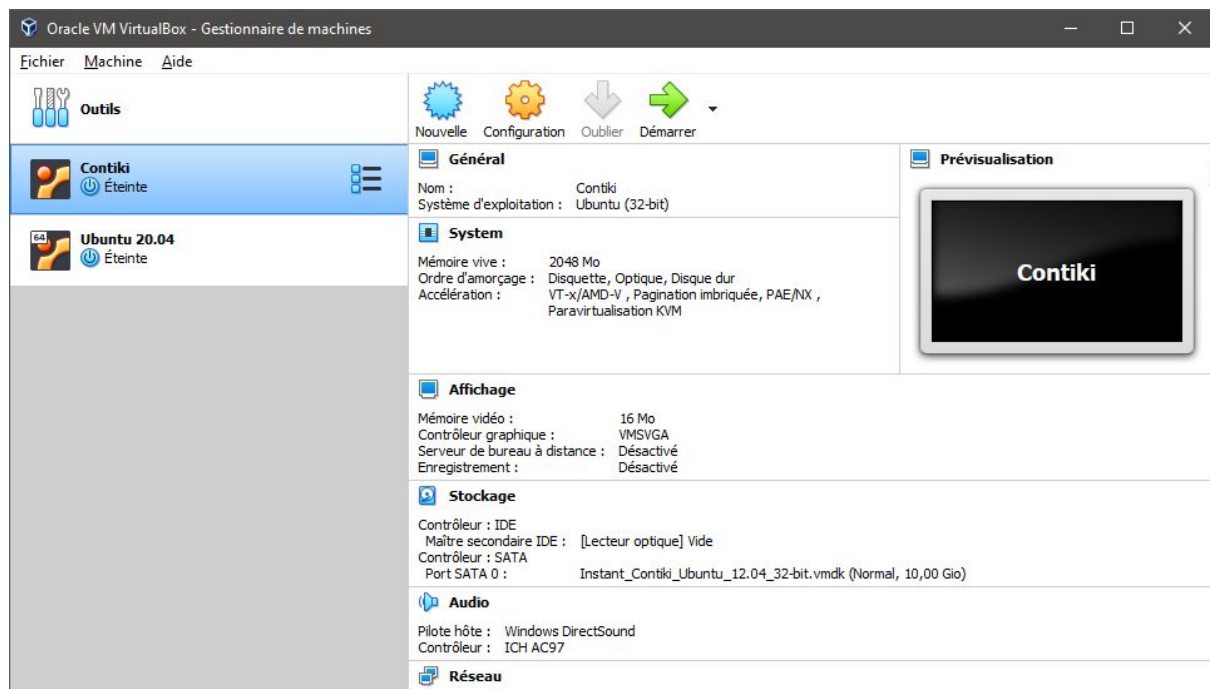 Oracle VM VirtualBox - Gestionnaire de machines
Fichier Machine Aide
Outils
Nouvelle Configuration Oublier Démarrer
Contiki
Éteinte
64
Ubuntu 20.04
Éteinte
Général
Nom : Contiki
Système d'exploitation : Ubuntu (32-bit)
Prévisualisation
Contiki
System
Mémoire vive : 2048 Mo
Ordre d'amorçage : Disquette, Optique, Disque dur
Accélération : VT-x/AMD-V , Pagination imbriquée, PAE/NX ,
Paravirtualisation KVM
Affichage
Mémoire vidéo : 16 Mo
Contrôleur graphique : VMSVGA
Serveur de bureau à distance : Désactivé
Enregistrement : Désactivé
Stockage
Contrôleur : IDE
Maître secondaire IDE : [Lecteur optique] Vide
Contrôleur : SATA
Port SATA 0 : Instant_Contiki_Ubuntu_12.04_32-bit.vmdk (Normal, 10,00 Gio)
Audio
Pilote hôte : Windows DirectSound
Contrôleur : ICH AC97
Réseau